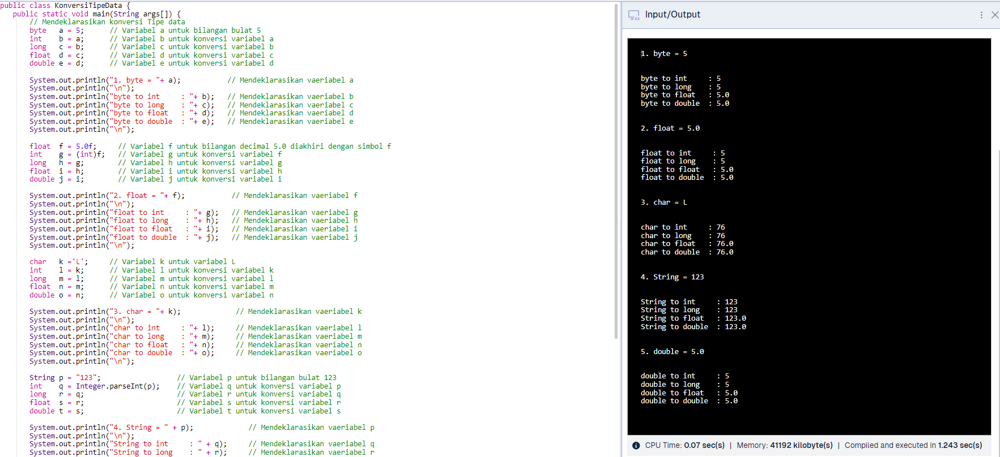 public class KonversiTipeData {
public static void main(String args[]) {
// Mendeklarasikan konversi Tipe data
byte   a = 5;      // Variabel a untuk bilangan bulat 5
int    b = a;      // Variabel b untuk konversi variabel a
long   c = b;      // Variabel c untuk konversi variabel b
float  d = c;      // Variabel d untuk konversi variabel c
double e = d;      // Variabel e untuk konversi variabel d
System.out.println("1. byte = "+ a);           // Mendeklarasikan vaeriabel a
System.out.println("\n");
System.out.println("byte to int     : "+ b);   // Mendeklarasikan vaeriabel b
System.out.println("byte to long    : "+ c);   // Mendeklarasikan vaeriabel c
System.out.println("byte to float   : "+ d);   // Mendeklarasikan vaeriabel d
System.out.println("byte to double  : "+ e);   // Mendeklarasikan vaeriabel e
System.out.println("\n");
float  f = 5.0f;     // Variabel f untuk bilangan decimal 5.0 diakhiri dengan simbol f
int    g = (int)f;   // Variabel g untuk konversi variabel f
long   h = g;        // Variabel h untuk konversi variabel g
float  i = h;        // Variabel i untuk konversi variabel h
double j = i;        // Variabel j untuk konversi variabel i
System.out.println("2. float = "+ f);           // Mendeklarasikan vaeriabel f
System.out.println("\n");
System.out.println("float to int     : "+ g);   // Mendeklarasikan vaeriabel g
System.out.println("float to long    : "+ h);   // Mendeklarasikan vaeriabel h
System.out.println("float to float   : "+ i);   // Mendeklarasikan vaeriabel i
System.out.println("float to double  : "+ j);   // Mendeklarasikan vaeriabel j
System.out.println("\n");
char   k ='L';     // Variabel k untuk variabel L
int    l = k;      // Variabel l untuk konversi variabel k
long   m = l;      // Variabel m untuk konversi variabel l
float  n = m;      // Variabel n untuk konversi variabel m
double o = n;      // Variabel o untuk konversi variabel n
System.out.println("3. char = "+ k);             // Mendeklarasikan vaeriabel k
System.out.println("\n");
System.out.println("char to int     : "+ l);     // Mendeklarasikan vaeriabel l
System.out.println("char to long    : "+ m);     // Mendeklarasikan vaeriabel m
System.out.println("char to float   : "+ n);     // Mendeklarasikan vaeriabel n
System.out.println("char to double  : "+ o);     // Mendeklarasikan vaeriabel o
System.out.println("\n");
String p = "123";                  // Variabel p untuk bilangan bulat 123
int    q = Integer.parseInt(p);    // Variabel q untuk konversi variabel p
long   r = q;                      // Variabel r untuk konversi variabel q
float  s = r;                      // Variabel s untuk konversi variabel r
double t = s;                      // Variabel t untuk konversi variabel s
System.out.println("4. String = " + p);             // Mendeklarasikan vaeriabel p
System.out.println("\n");
System.out.println("String to int     : " + q);     // Mendeklarasikan vaeriabel q
System.out.println("String to long    : " + r);     // Mendeklarasikan vaeriabel r
Input/Output
1. byte = 5
byte to int     : 5
byte to long    : 5
byte to float   : 5.0
byte to double  : 5.0
2. float = 5.0
float to int     : 5
float to long    : 5
float to float   : 5.0
float to double  : 5.0
3. char = L
char to int     : 76
char to long    : 76
char to float   : 76.0
char to double  : 76.0
4. String = 123
String to int     : 123
String to long    : 123
String to float   : 123.0
String to double  : 123.0
5. double = 5.0
double to int     : 5
double to long    : 5
double to float   : 5.0
double to double  : 5.0
CPU Time: 0.07 sec(s) | Memory: 41192 kilobyte(s) | Compiled and executed in 1.243 sec(s)